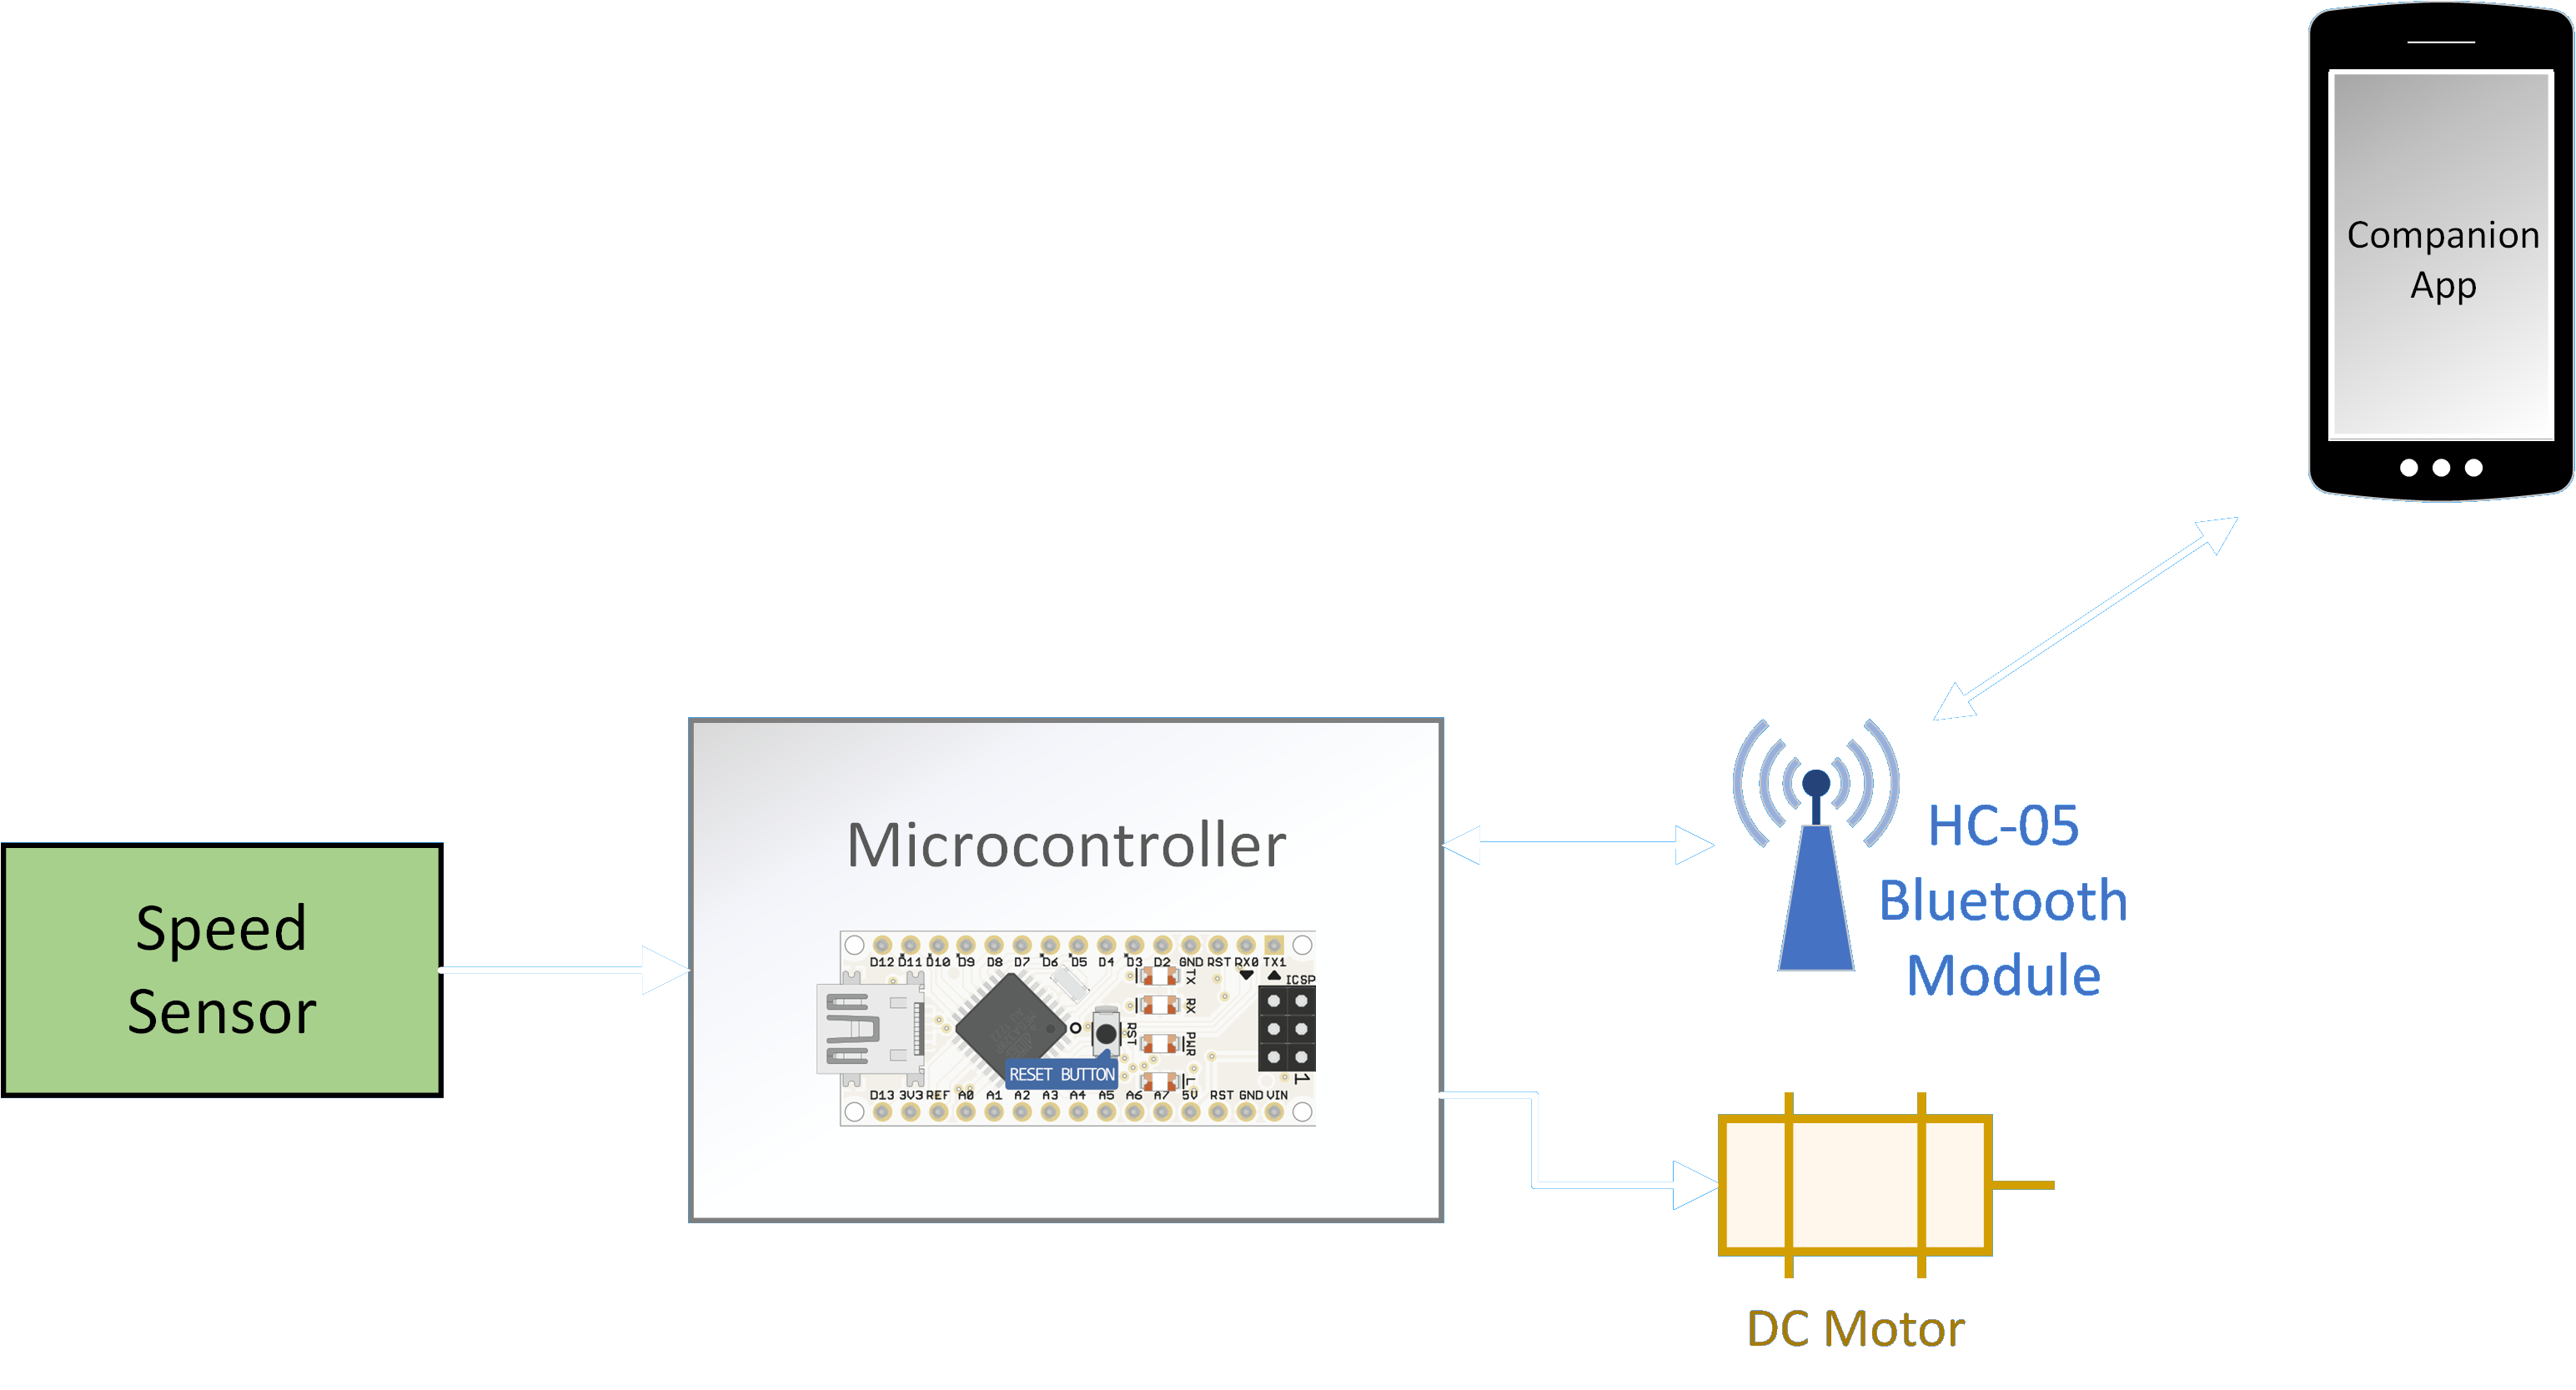 Companion
App
Microcontroller
HC-05
Bluetooth
Module
Speed
Sensor
D12 D11 D10 D9 D8 D7 D6 D5 D4 D3 D2 GND RST RX0 TX1
TX
ICSP
RX
RST
PWR
RESET BUTTON
L
1
D13 3V3 REF A0 A1 A2 A3 A4 A5 A6 A7 5V RST GND VIN
DC Motor